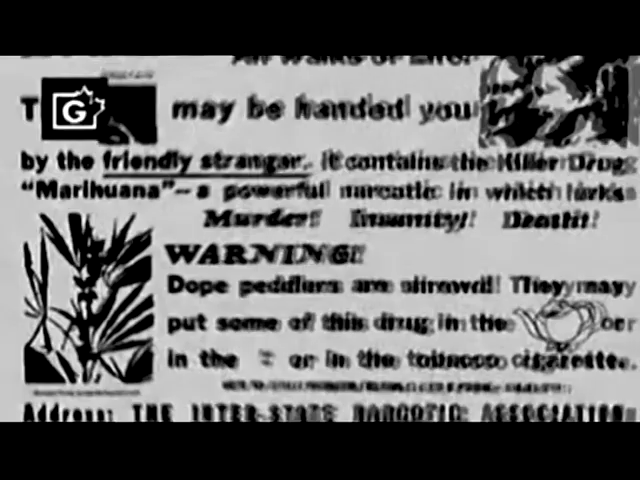 G
may be handed you
by the friendly stranger. it contains the Killer Drug
"Marihuana"-- a powerful narcotic in which lurks
Murder! Insanity! Death!
WARNING!
Dope peddlers are shrewd! They may
put some of this drug in the or
in the or in the tobacco cigarette.
Address: THE INTER-STATE NARCOTIC ASSOCIATION